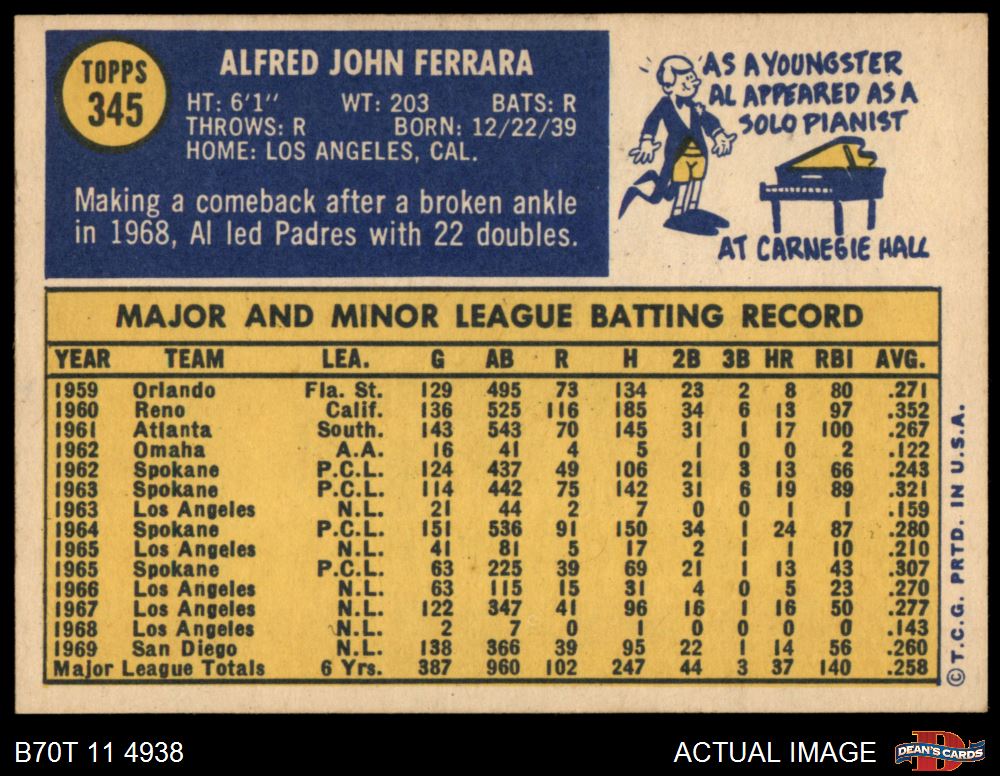 TOPPS
345
ALFRED JOHN FERRARA
HT: 6'1" WT: 203 BATS: R
THROWS: R BORN: 12/22/39
HOME: LOS ANGELES, CAL.
Making a comeback after a broken ankle
in 1968, Al led Padres with 22 doubles.
AS A YOUNGSTER
AL APPEARED AS A
SOLO PIANIST
AT CARNEGIE HALL
MAJOR AND MINOR LEAGUE BATTING RECORD
YEAR TEAM LEA. G AB R H 2B 3B HR RBI AVG.
1959 Orlando Fla. St. 129 495 73 134 23 2 8 80 .271
1960 Reno Calif. 136 525 116 185 34 6 13 97 .352
1961 Atlanta South. 143 543 70 145 31 1 17 100 .267
1962 Omaha A.A. 16 41 4 5 1 0 0 2 .122
1962 Spokane P.C.L. 124 437 49 106 21 3 13 66 .243
1963 Spokane P.C.L. 114 442 75 142 31 6 19 89 .321
1963 Los Angeles N.L. 21 44 2 7 0 0 1 1 .159
1964 Spokane P.C.L. 151 536 91 150 34 1 24 87 .280
1965 Los Angeles N.L. 41 81 5 17 2 1 1 10 .210
1965 Spokane P.C.L. 63 225 39 69 21 1 13 43 .307
1966 Los Angeles N.L. 63 115 15 31 4 0 5 23 .270
1967 Los Angeles N.L. 122 347 41 96 16 1 16 50 .277
1968 Los Angeles N.L. 2 7 0 1 0 0 0 0 .143
1969 San Diego N.L. 138 366 39 95 22 1 14 56 .260
Major League Totals 6 Yrs. 387 960 102 247 44 3 37 140 .258
©T.C.G. PRTD. IN U.S.A.
B70T 11 4938
ACTUAL IMAGE
DEAN'S CARDS